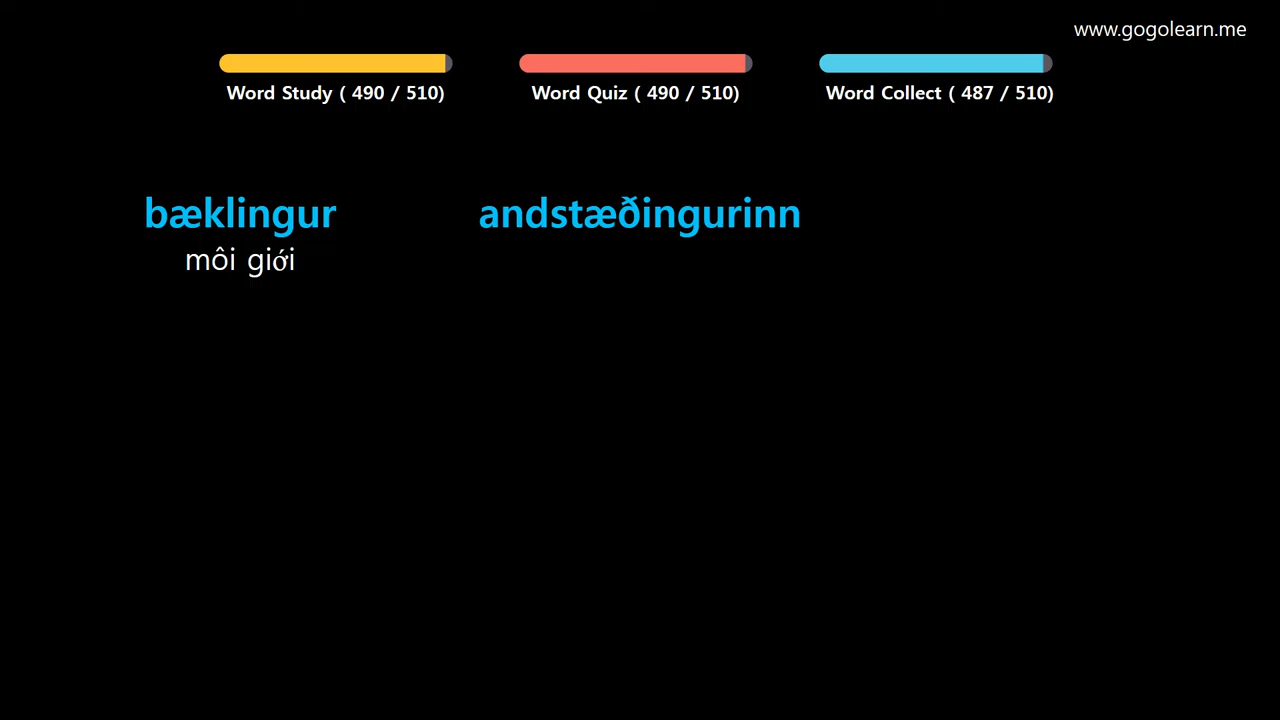 www.gogolearn.me
Word Study ( 490 / 510)
Word Quiz ( 490 / 510)
Word Collect ( 487 / 510)
bæklingur
andstæðingurinn
môi giới